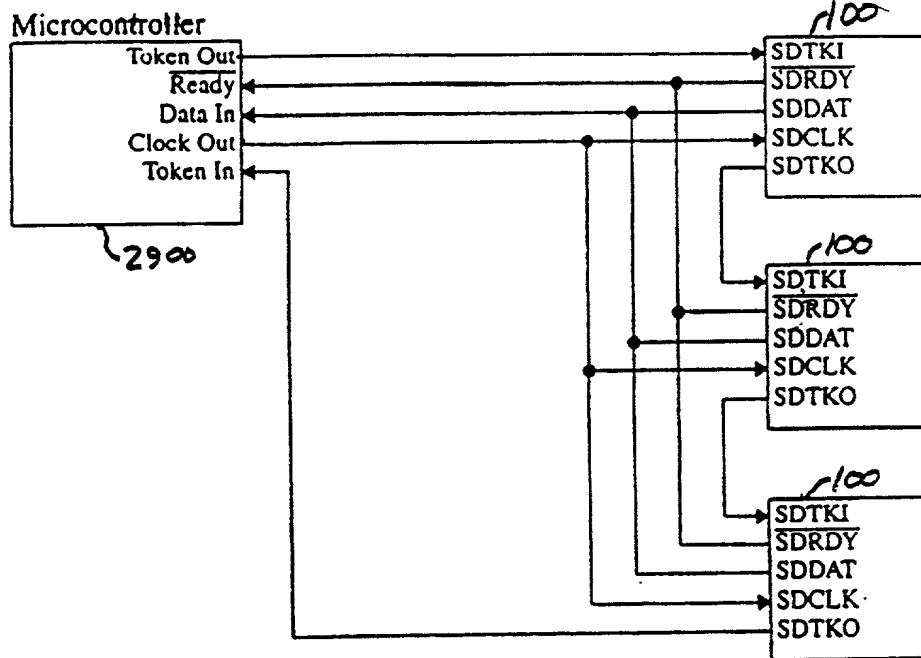 Microcontroller
Token Out
Ready
Data In
Clock Out
Token In
2900
100
SDTKI
SDRDY
SDDAT
SDCLK
SDTKO
100
SDTKI
SDRDY
SDDAT
SDCLK
SDTKO
100
SDTKI
SDRDY
SDDAT
SDCLK
SDTKO